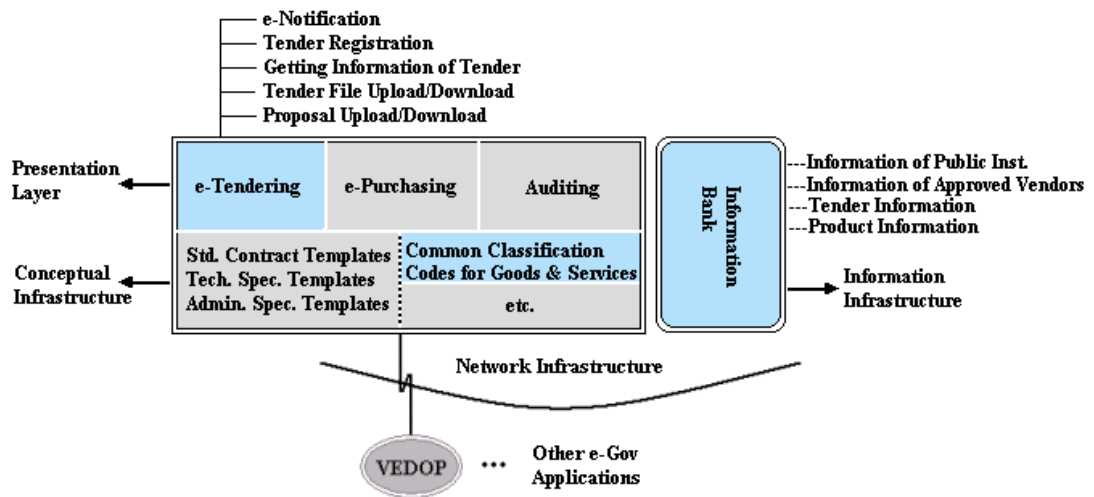 e-Notification
Tender Registration
Getting Information of Tender
Tender File Upload/Download
Proposal Upload/Download
Presentation
Layer
e-Tendering
e-Purchasing
Auditing
Information
Bank
---Information of Public Inst.
---Information of Approved Vendors
---Tender Information
---Product Information
Conceptual
Infrastructure
Std. Contract Templates
Tech. Spec. Templates
Admin. Spec. Templates
Common Classification
Codes for Goods & Services
etc.
Information
Infrastructure
Network Infrastructure
VEDOP
...
Other e-Gov
Applications